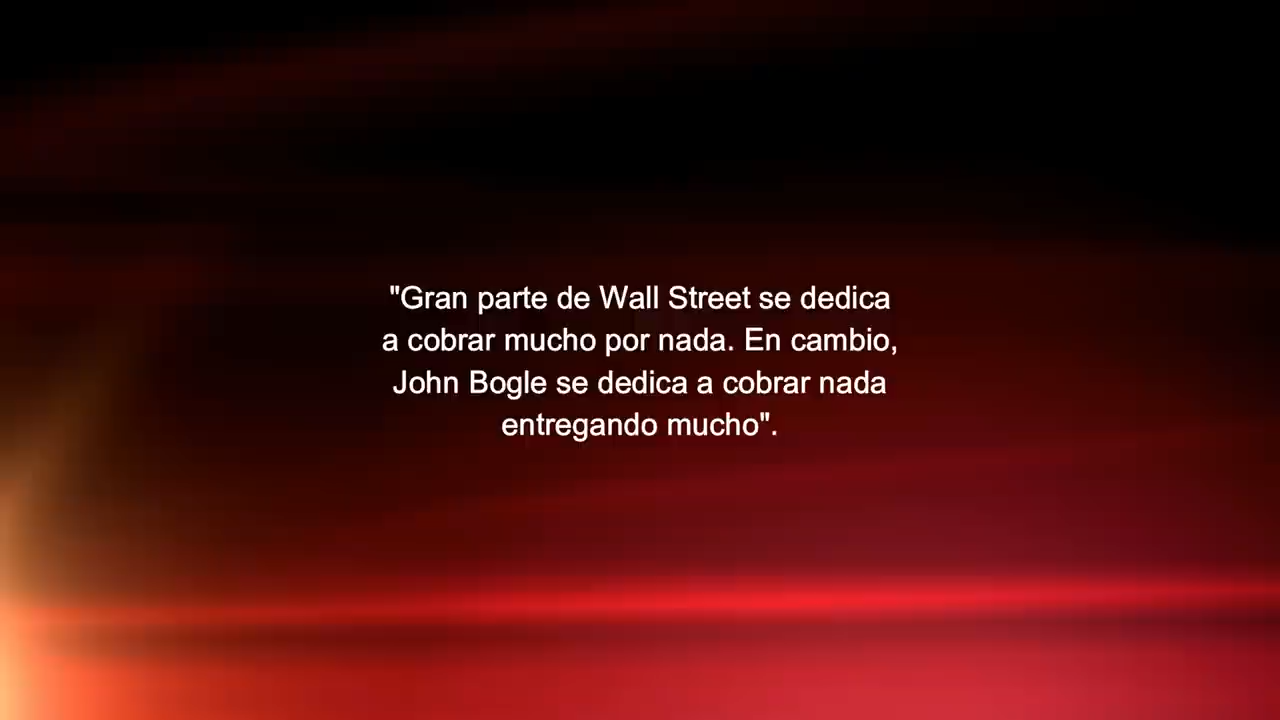 "Gran parte de Wall Street se dedica
a cobrar mucho por nada. En cambio,
John Bogle se dedica a cobrar nada
entregando mucho".